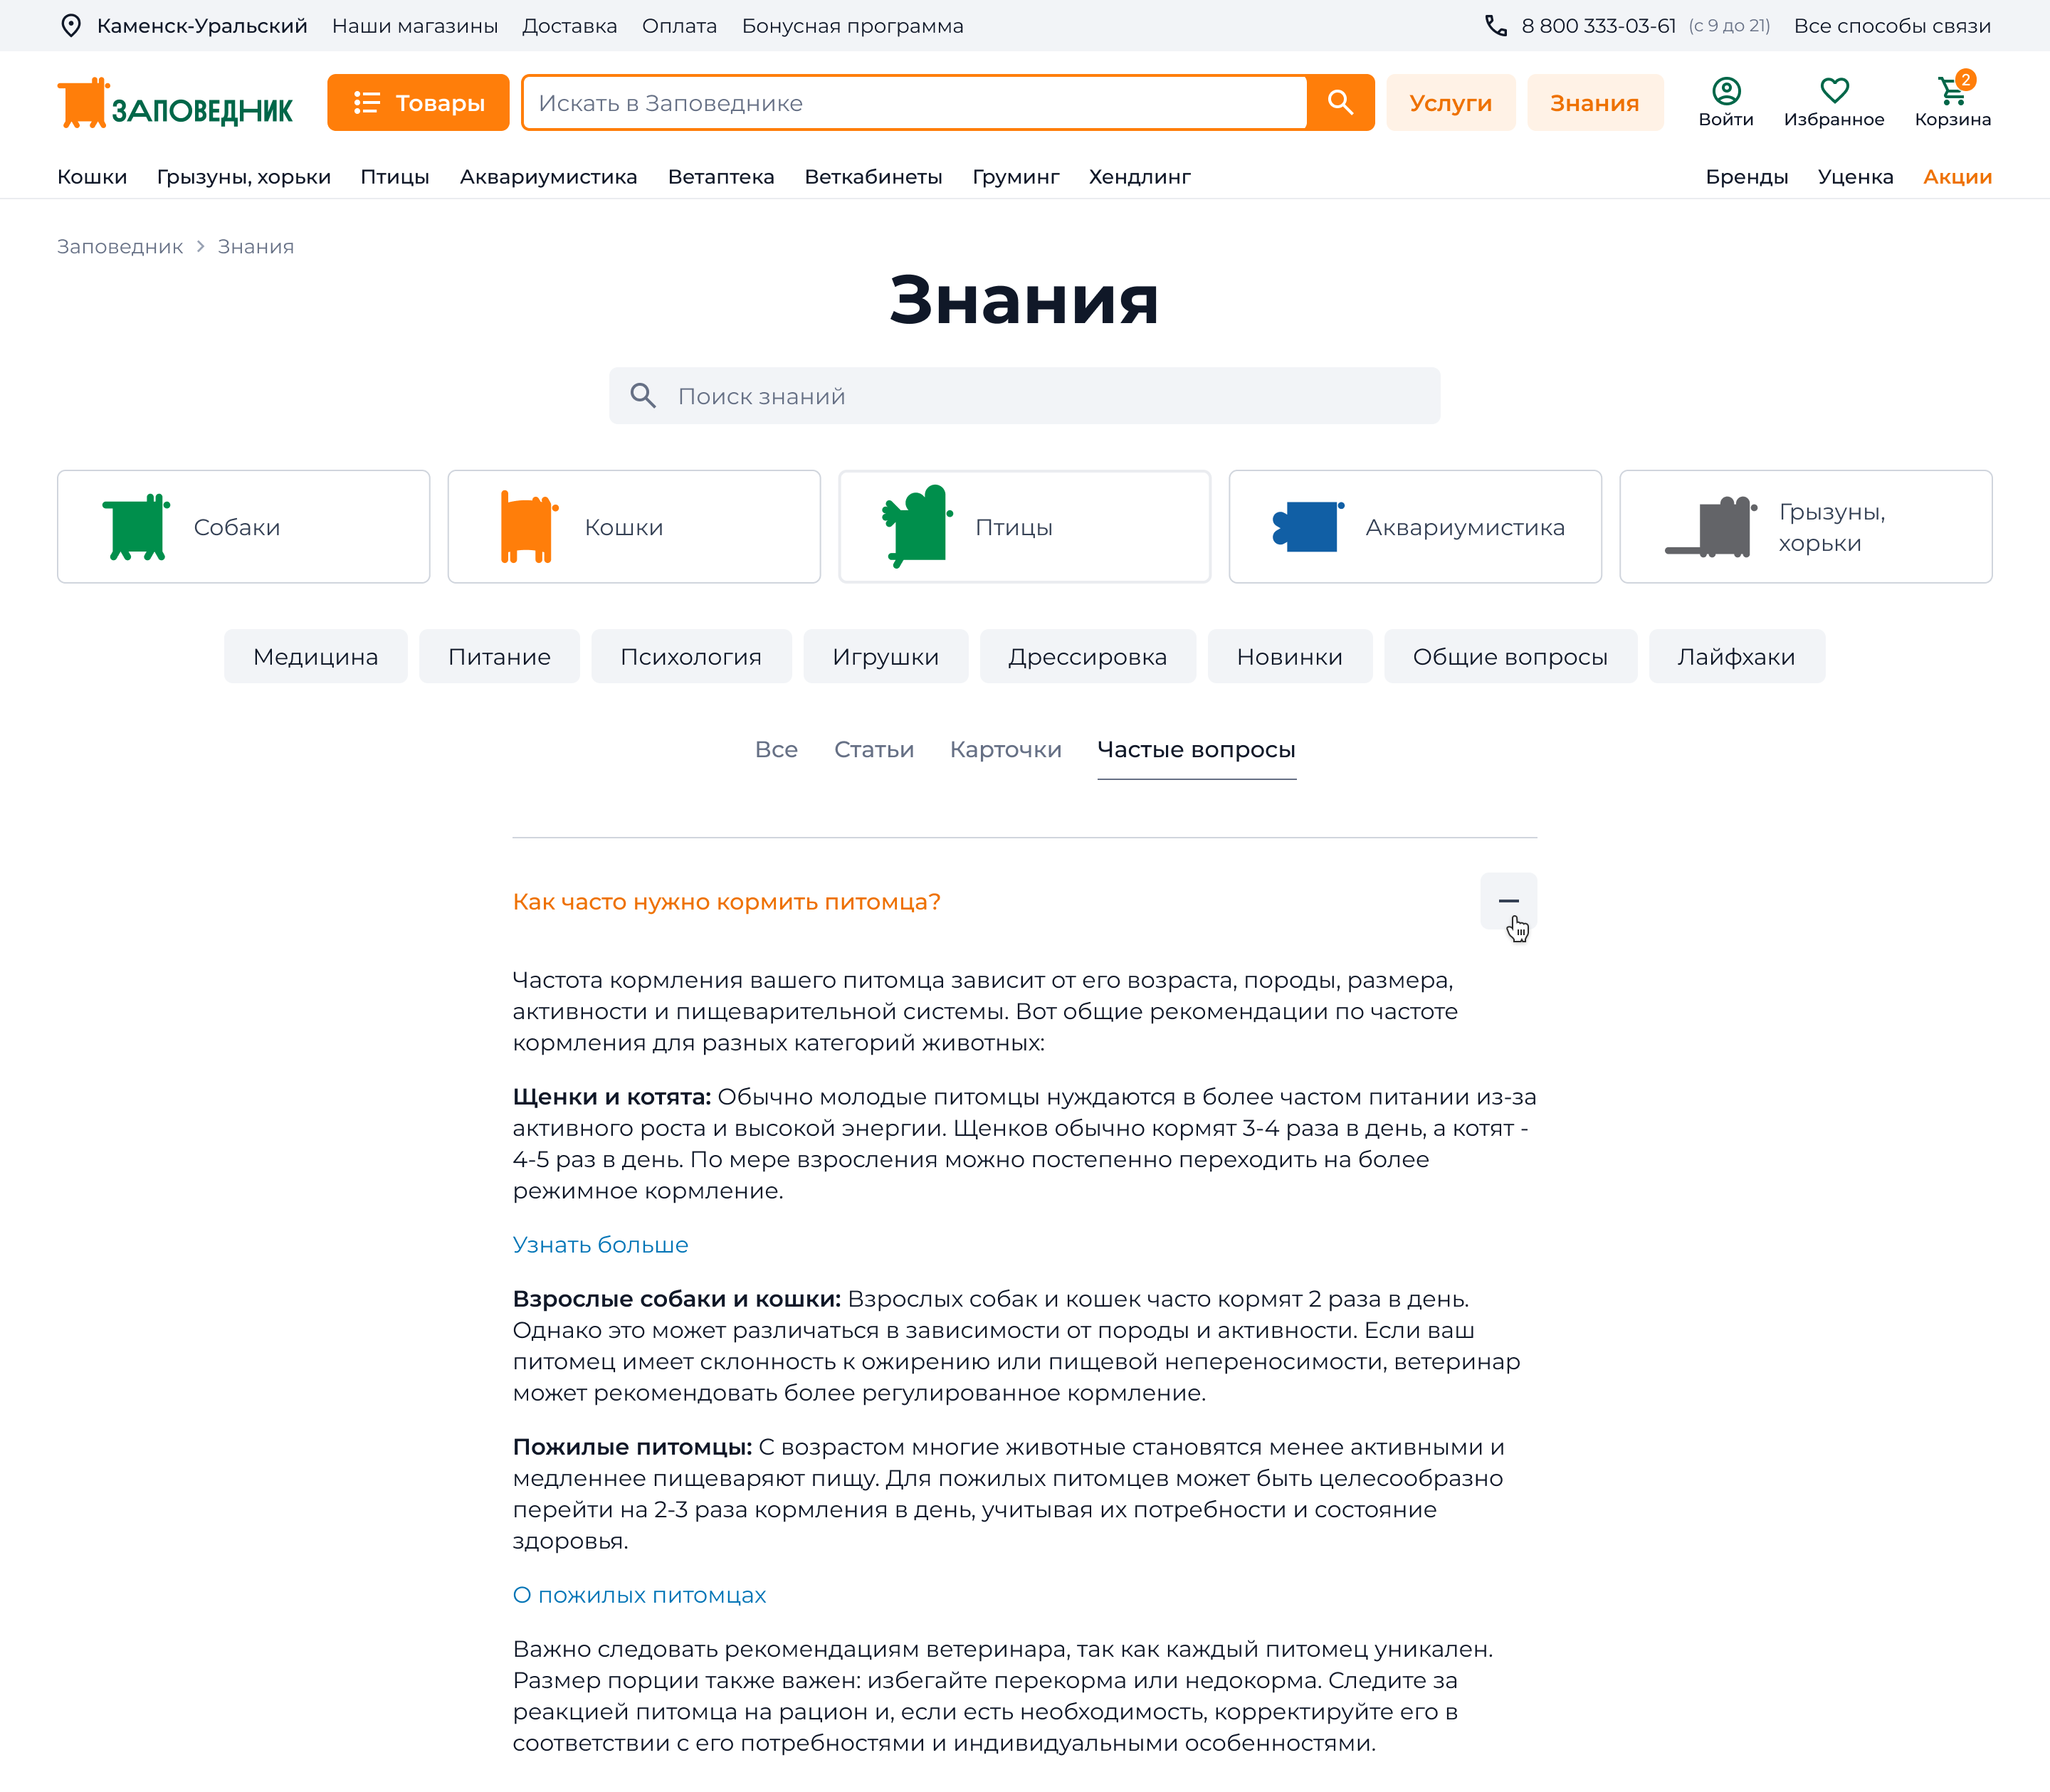 Каменск-Уральский Наши магазины Доставка Оплата Бонусная программа 8 800 333-03-61 (с 9 до 21) Все способы связи
ЗАПОВЕДНИК Товары Искать в Заповеднике Услуги Знания Войти Избранное 2 Корзина
Кошки Грызуны, хорьки Птицы Аквариумистика Ветаптека Веткабинеты Груминг Хендлинг Бренды Уценка Акции
Заповедник > Знания
Знания
Поиск знаний
Собаки Кошки Птицы Аквариумистика Грызуны,
хорьки
Медицина Питание Психология Игрушки Дрессировка Новинки Общие вопросы Лайфхаки
Все Статьи Карточки Частые вопросы
Как часто нужно кормить питомца?
Частота кормления вашего питомца зависит от его возраста, породы, размера,
активности и пищеварительной системы. Вот общие рекомендации по частоте
кормления для разных категорий животных:
Щенки и котята: Обычно молодые питомцы нуждаются в более частом питании из-за
активного роста и высокой энергии. Щенков обычно кормят 3-4 раза в день, а котят -
4-5 раз в день. По мере взросления можно постепенно переходить на более
режимное кормление.
Узнать больше
Взрослые собаки и кошки: Взрослых собак и кошек часто кормят 2 раза в день.
Однако это может различаться в зависимости от породы и активности. Если ваш
питомец имеет склонность к ожирению или пищевой непереносимости, ветеринар
может рекомендовать более регулированное кормление.
Пожилые питомцы: С возрастом многие животные становятся менее активными и
медленнее пищеваряют пищу. Для пожилых питомцев может быть целесообразно
перейти на 2-3 раза кормления в день, учитывая их потребности и состояние
здоровья.
О пожилых питомцах
Важно следовать рекомендациям ветеринара, так как каждый питомец уникален.
Размер порции также важен: избегайте перекорма или недокорма. Следите за
реакцией питомца на рацион и, если есть необходимость, корректируйте его в
соответствии с его потребностями и индивидуальными особенностями.